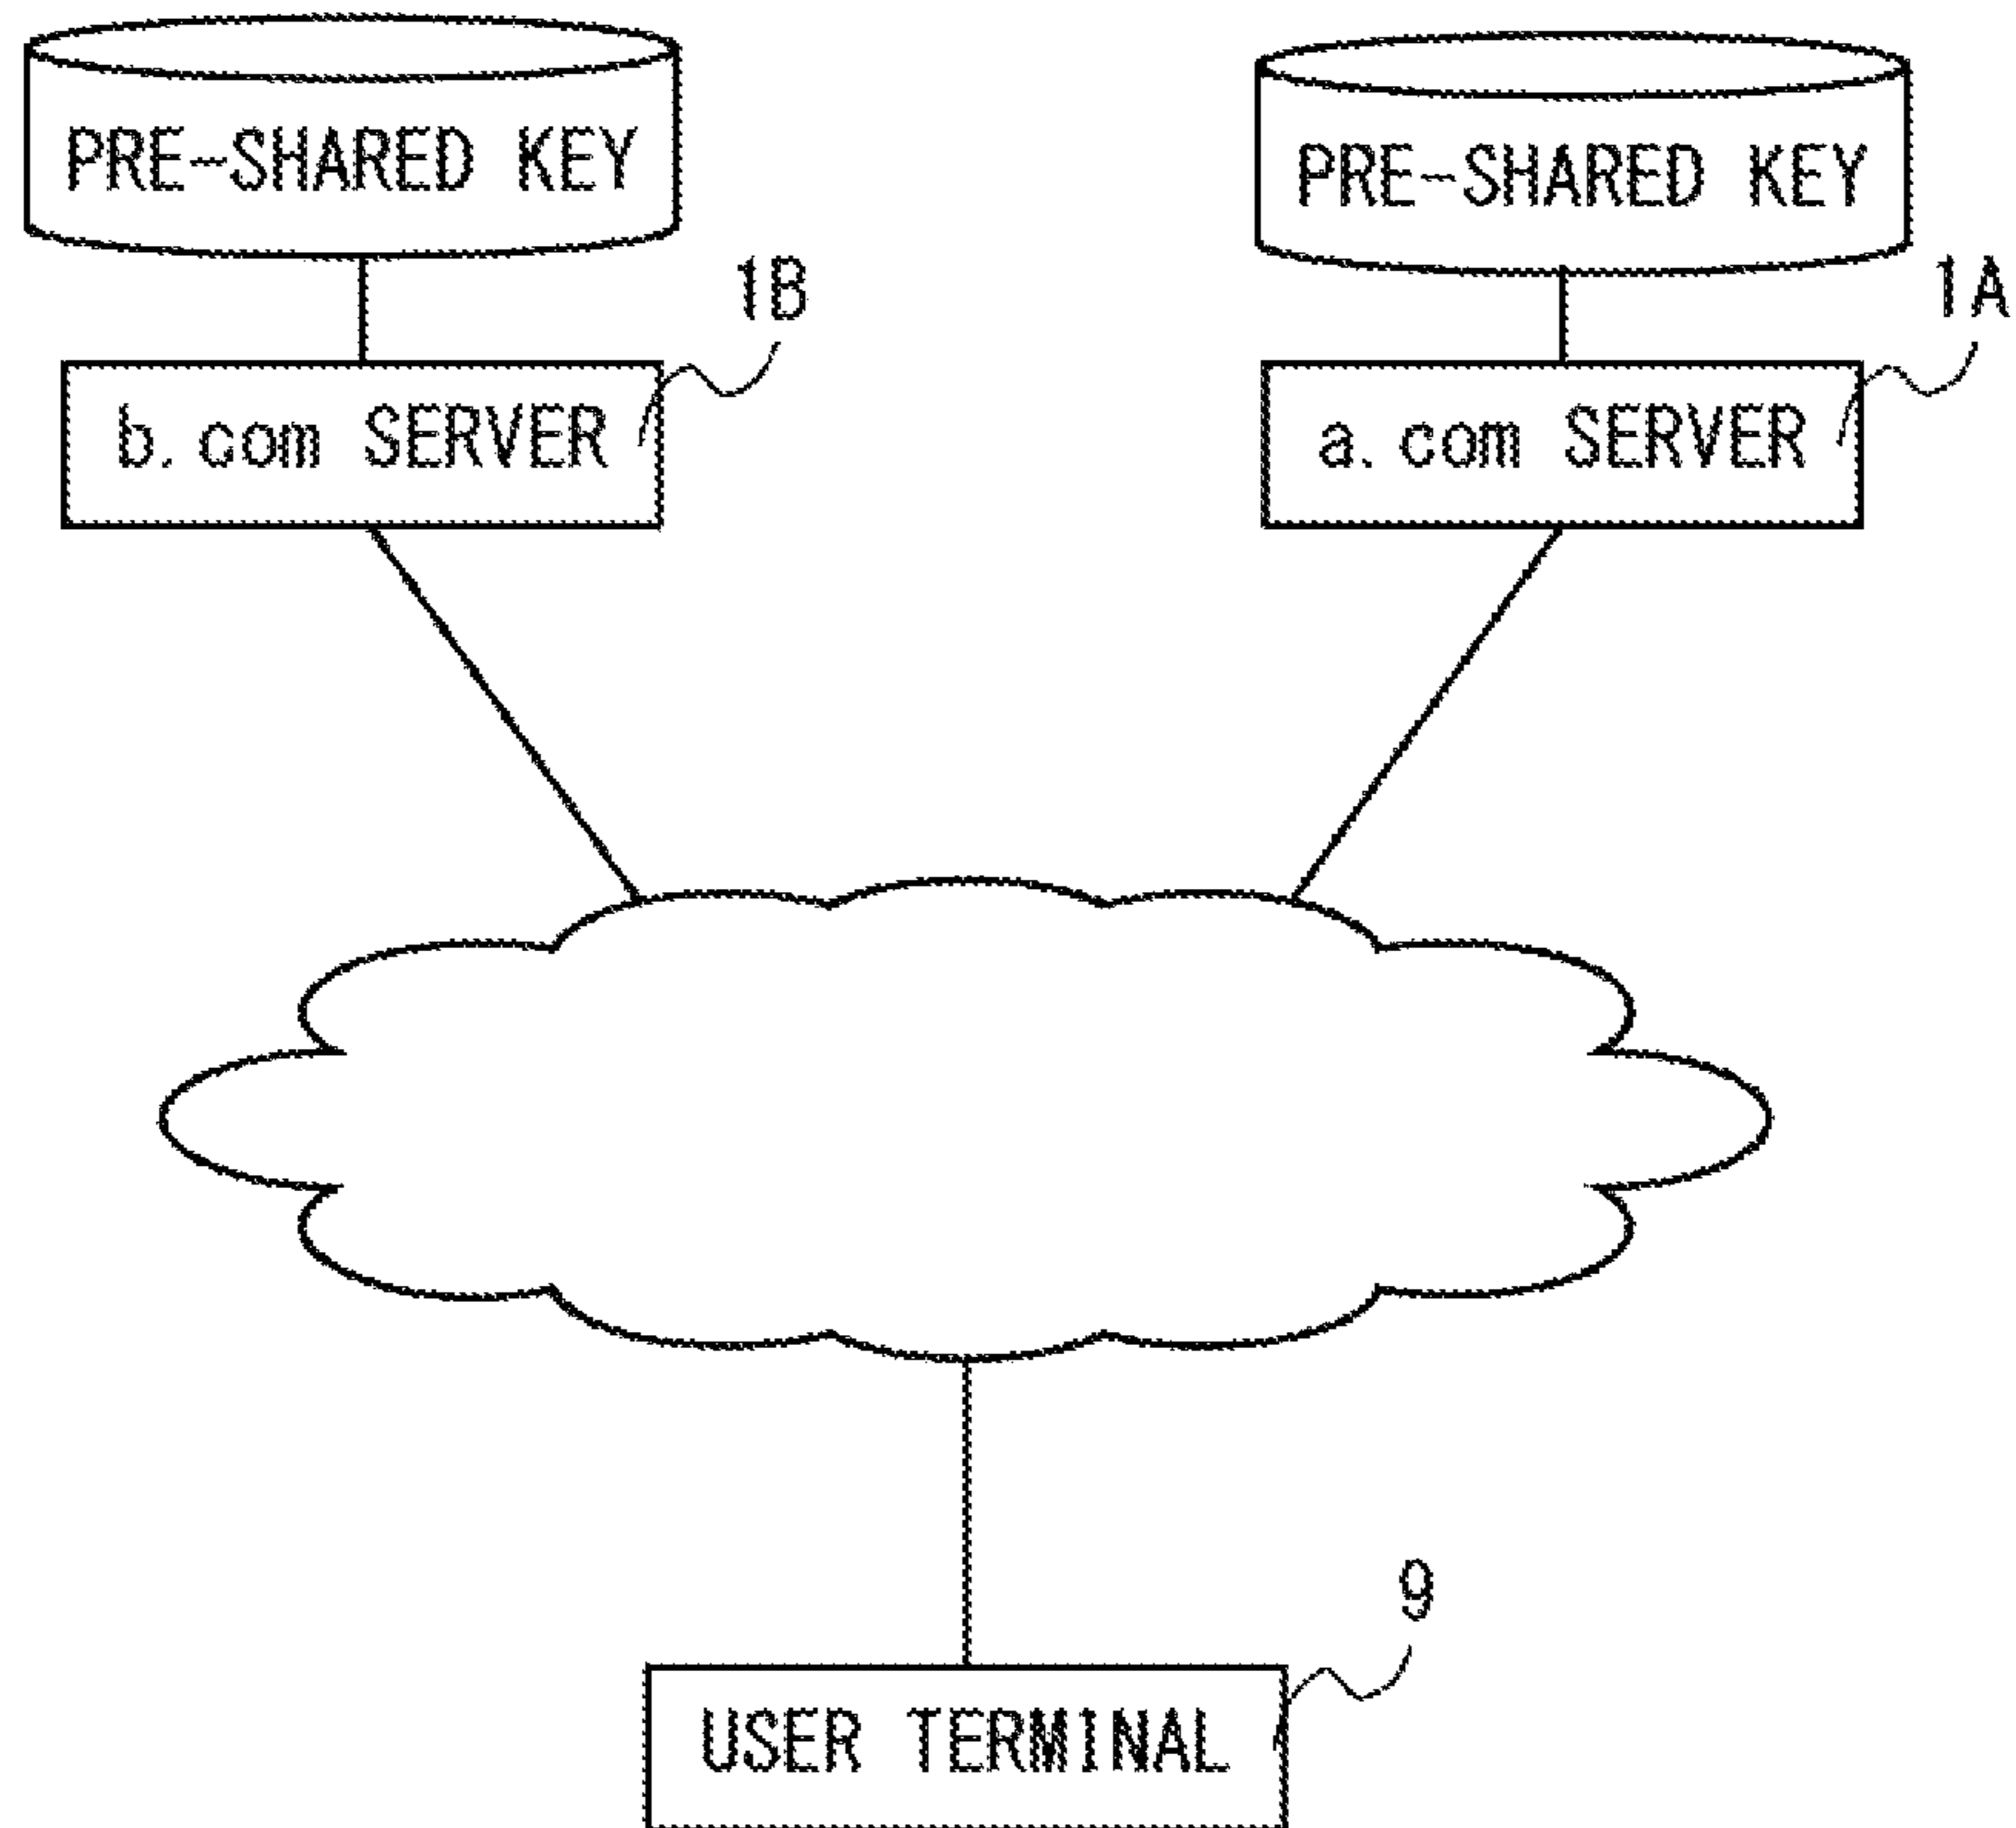 PRE-SHARED KEY
PRE-SHARED KEY
1B
1A
b.com SERVER
a.com SERVER
9
USER TERMINAL